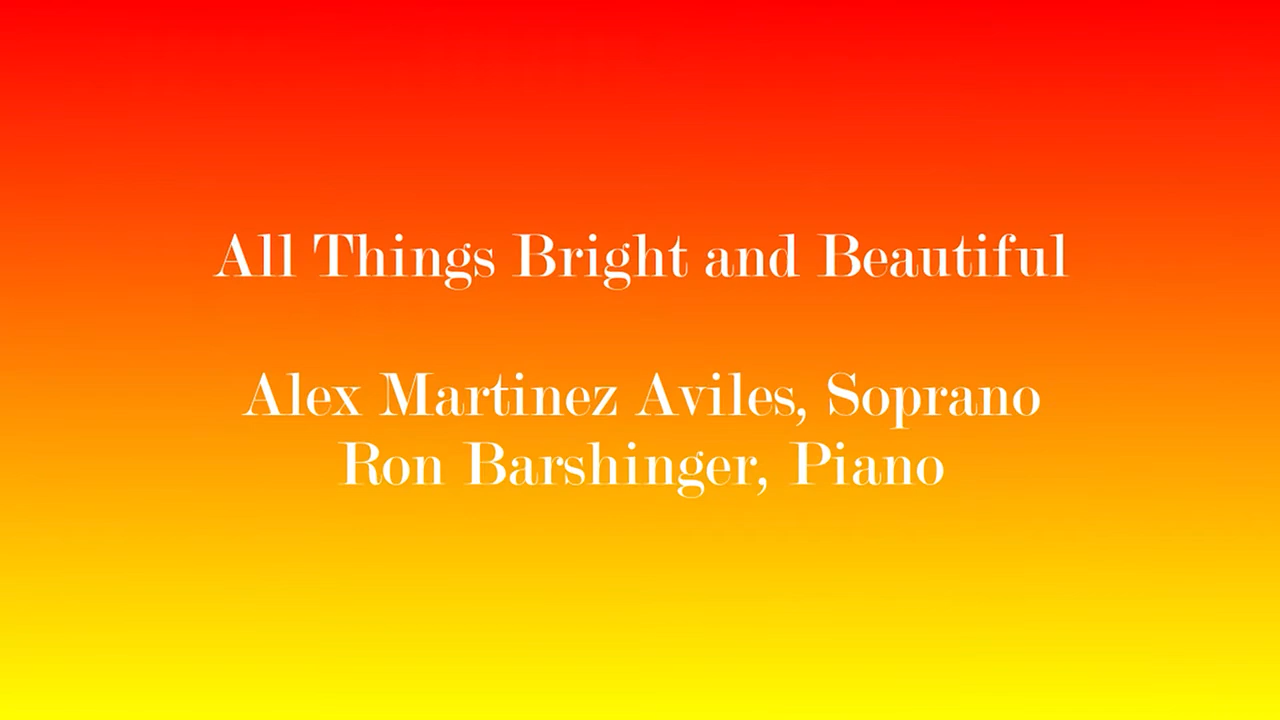 All Things Bright and Beautiful
Alex Martinez Aviles, Soprano
Ron Barshinger, Piano